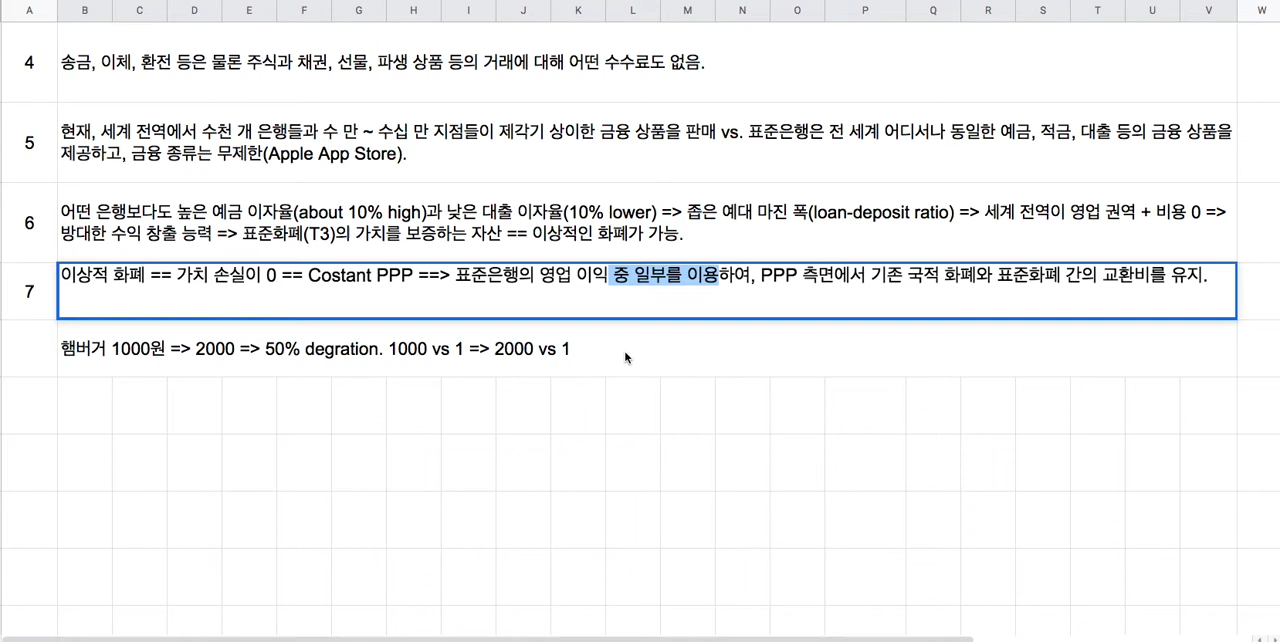 A B C D E F G H I J K L M N O P Q R S T U V W
4 송금, 이체, 환전 등은 물론 주식과 채권, 선물, 파생 상품 등의 거래에 대해 어떤 수수료도 없음.
5 현재, 세계 전역에서 수천 개 은행들과 수 만 ~ 수십 만 지점들이 제각기 상이한 금융 상품을 판매 vs. 표준은행은 전 세계 어디서나 동일한 예금, 적금, 대출 등의 금융 상품을
제공하고, 금융 종류는 무제한(Apple App Store).
6 어떤 은행보다도 높은 예금 이자율(about 10% high)과 낮은 대출 이자율(10% lower) => 좁은 예대 마진 폭(loan-deposit ratio) => 세계 전역이 영업 권역 + 비용 0 =>
방대한 수익 창출 능력 => 표준화폐(T3)의 가치를 보증하는 자산 == 이상적인 화폐가 가능.
7 이상적 화폐 == 가치 손실이 0 == Costant PPP ==> 표준은행의 영업 이익 중 일부를 이용하여, PPP 측면에서 기존 국적 화폐와 표준화폐 간의 교환비를 유지.
햄버거 1000원 => 2000 => 50% degration. 1000 vs 1 => 2000 vs 1